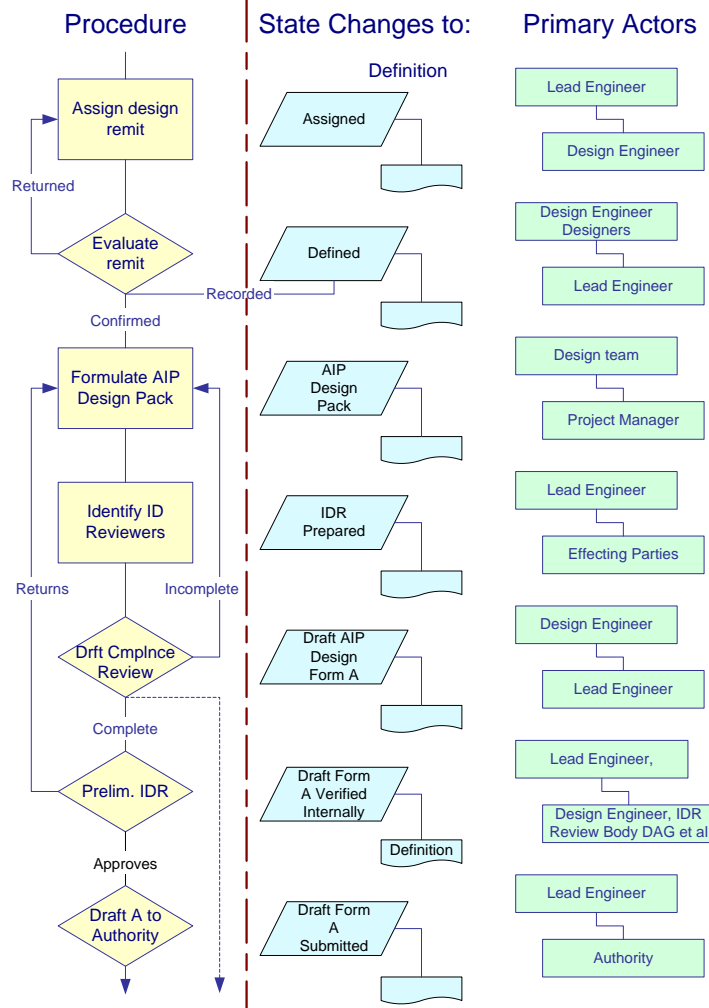 Procedure
State Changes to:
Primary Actors
Definition
Assign design
remit
Assigned
Lead Engineer
Design Engineer
Returned
Evaluate
remit
Defined
Design Engineer
Designers
Lead Engineer
Recorded
Confirmed
Formulate AIP
Design Pack
AIP
Design
Pack
Design team
Project Manager
Identify ID
Reviewers
IDR
Prepared
Lead Engineer
Effecting Parties
Returns
Incomplete
Drft Cmplnce
Review
Draft AIP
Design
Form A
Design Engineer
Lead Engineer
Complete
Prelim. IDR
Draft Form
A Verified
Internally
Definition
Lead Engineer,
Design Engineer, IDR
Review Body DAG et al
Approves
Draft A to
Authority
Draft Form
A
Submitted
Lead Engineer
Authority